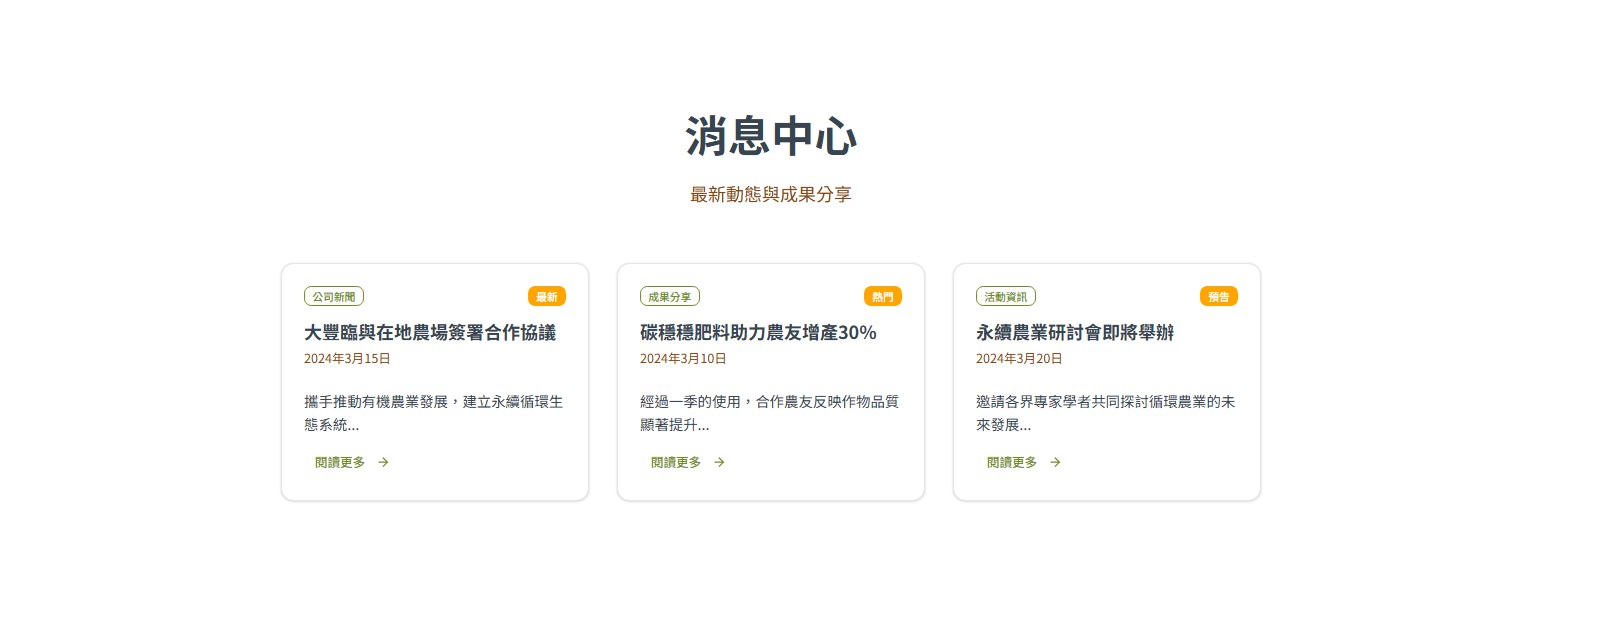 消息中心
最新動態與成果分享
公司新聞
最新
大豐臨與在地農場簽署合作協議
2024年3月15日
攜手推動有機農業發展，建立永續循環生
態系統...
閱讀更多 →
成果分享
熱門
碳穩穩肥料助力農友增產30%
2024年3月10日
經過一季的使用，合作農友反映作物品質
顯著提升...
閱讀更多 →
活動資訊
預告
永續農業研討會即將舉辦
2024年3月20日
邀請各界專家學者共同探討循環農業的未
來發展...
閱讀更多 →